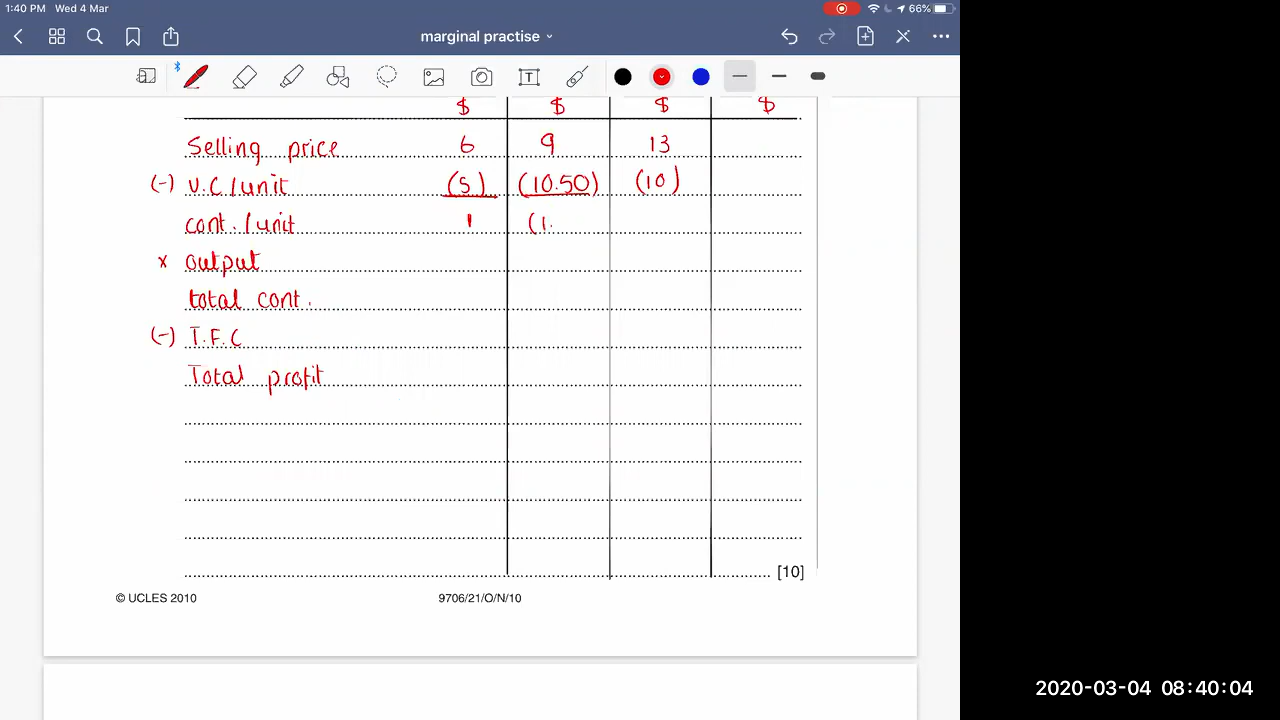 1:40 PM Wed 4 Mar 66%
marginal practise
T
$ $ $ $
Selling price 6 9 13
(-) V.C/unit (5) (10.50) (10)
cont./unit 1 (1.
x output
total cont.
(-) T.F.C
Total profit
[10]
© UCLES 2010 9706/21/O/N/10
2020-03-04 08:40:04